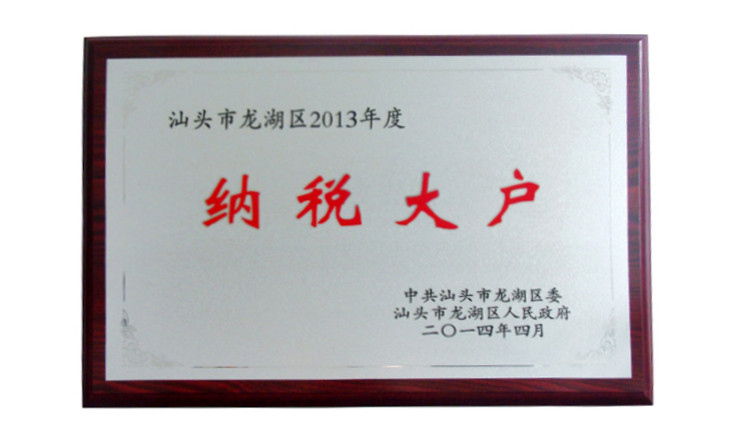 汕头市龙湖区2013年度
纳税大户
中共汕头市龙湖区委
汕头市龙湖区人民政府
二〇一四年四月